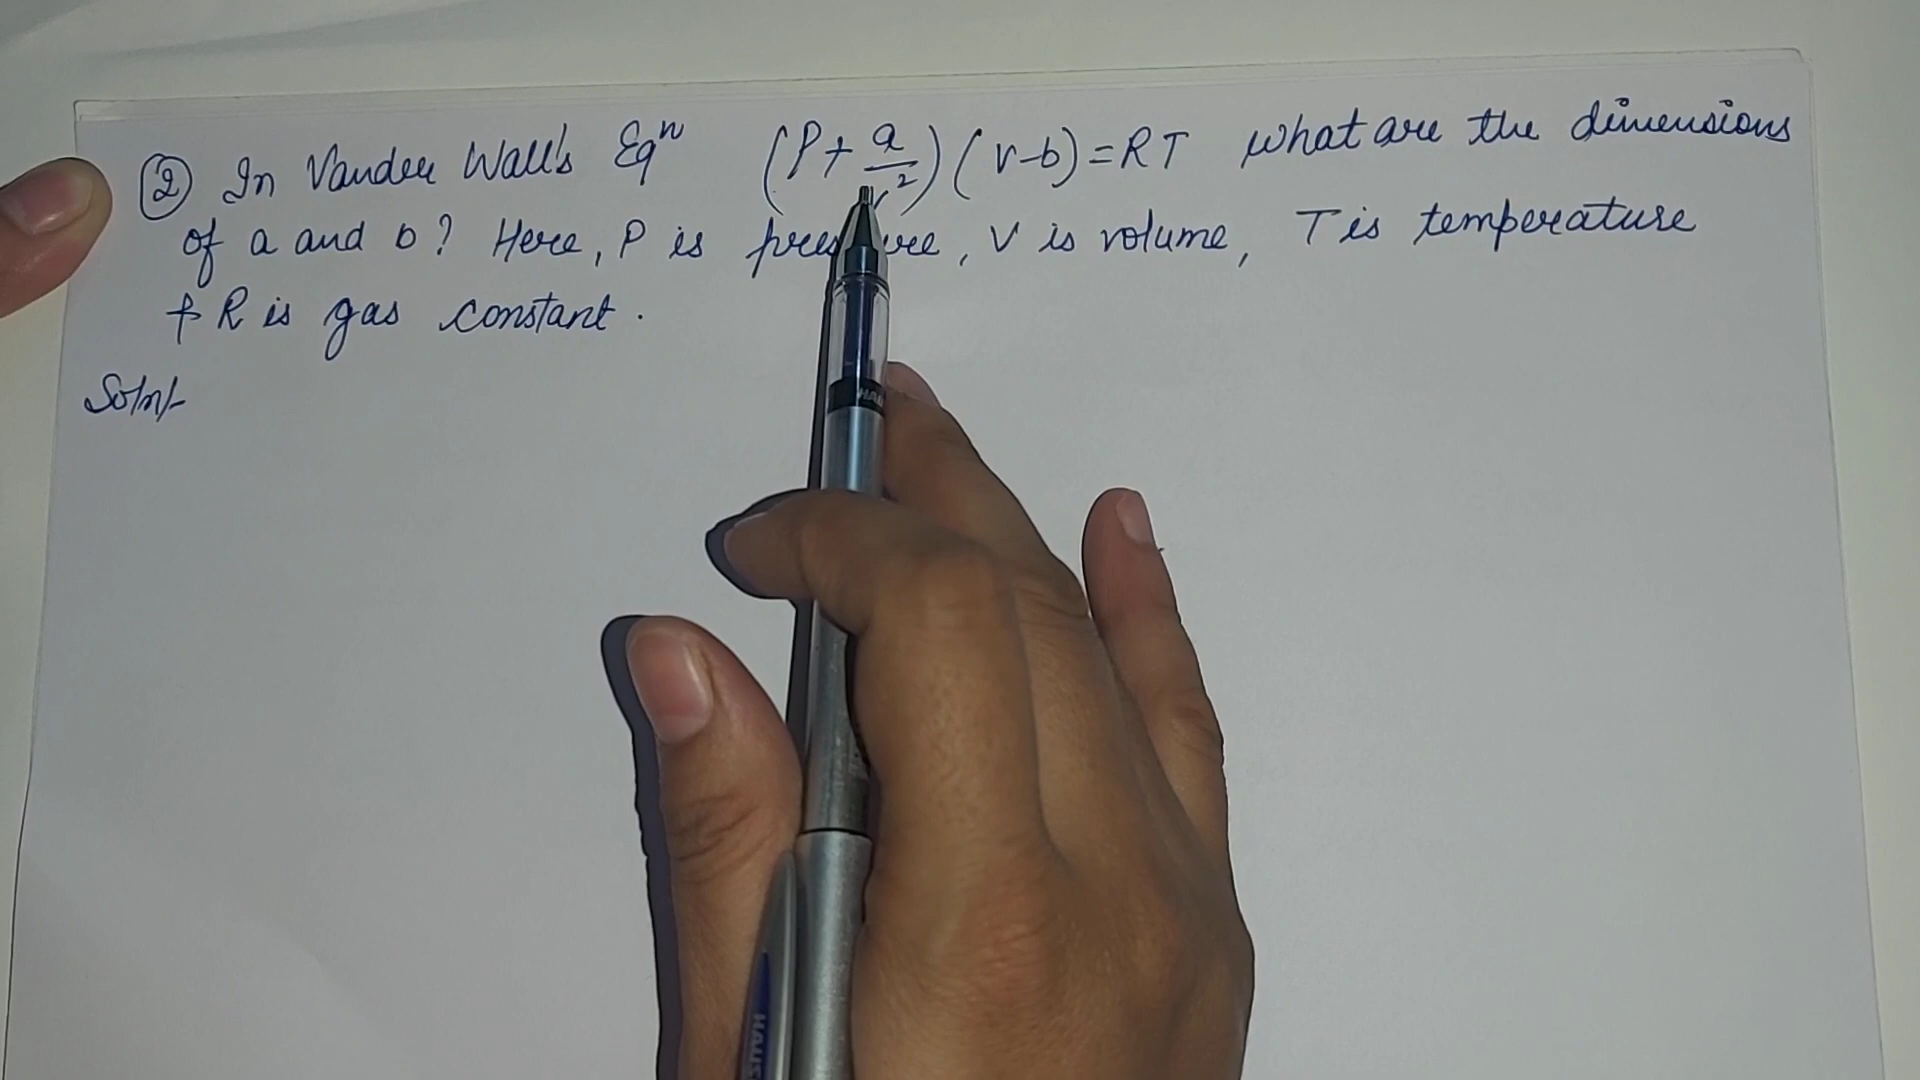 ② In Vander Wall's Eqⁿ (P + a/v²) (v-b) = RT what are the dimensions
of a and b? Here, P is pressure, V is volume, T is temperature
& R is gas constant.
Soln/-
HAUS